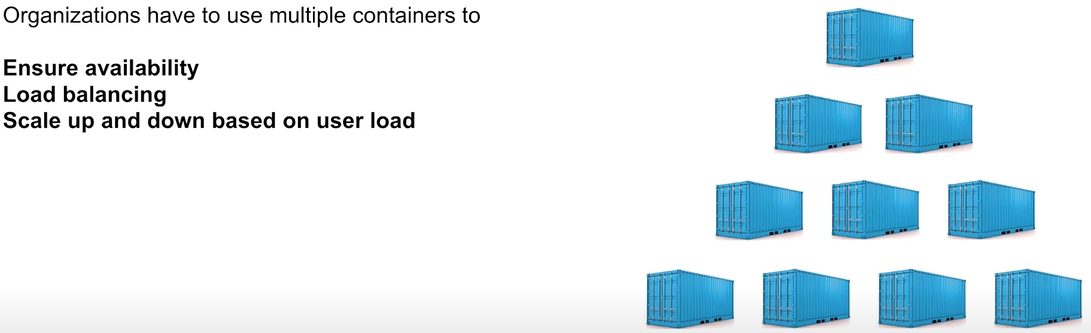 Organizations have to use multiple containers to
Ensure availability
Load balancing
Scale up and down based on user load